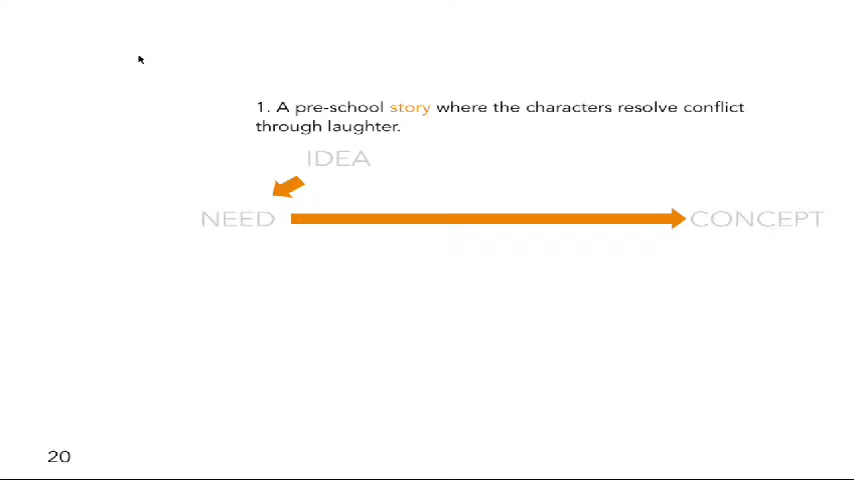 1. A pre-school story where the characters resolve conflict
through laughter.
IDEA
NEED CONCEPT
20